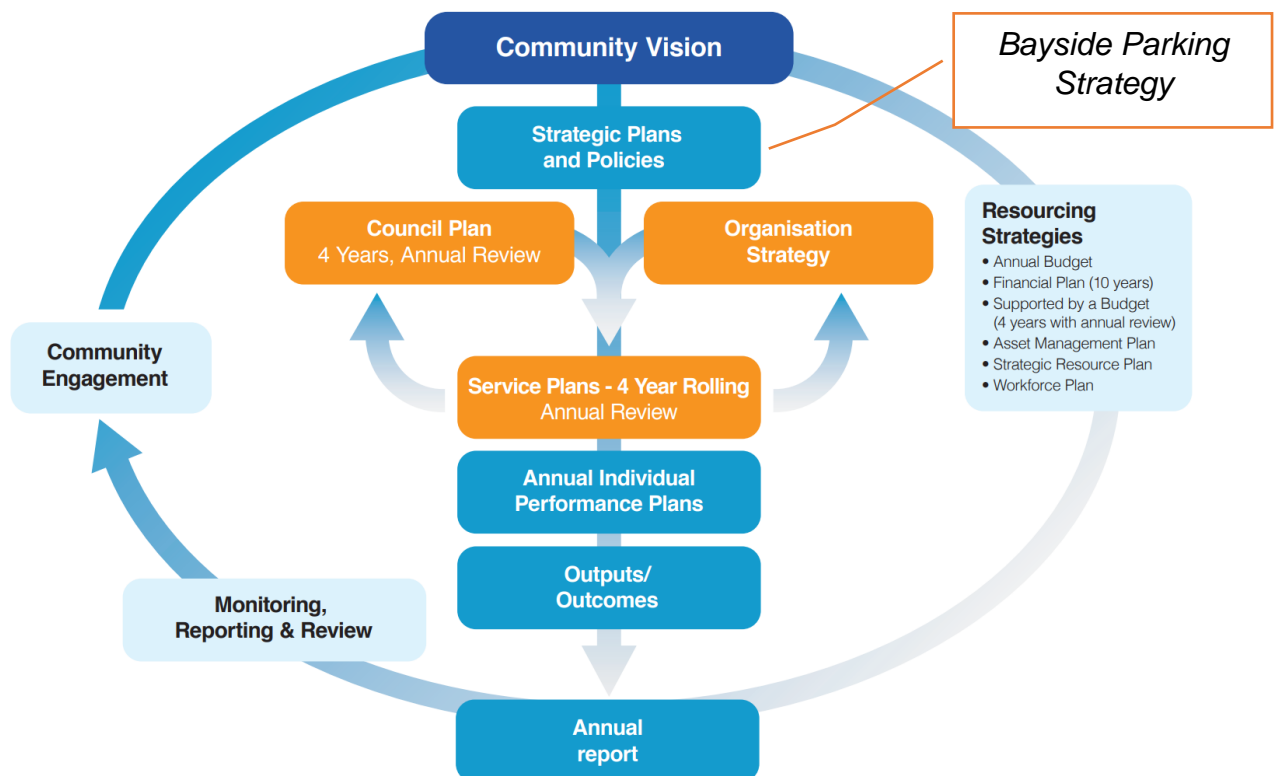 Community Vision
Bayside Parking
Strategy
Strategic Plans
and Policies
Council Plan
4 Years, Annual Review
Organisation
Strategy
Resourcing
Strategies
• Annual Budget
• Financial Plan (10 years)
• Supported by a Budget
(4 years with annual review)
• Asset Management Plan
• Strategic Resource Plan
• Workforce Plan
Community
Engagement
Service Plans - 4 Year Rolling
Annual Review
Annual Individual
Performance Plans
Outputs/
Outcomes
Monitoring,
Reporting & Review
Annual
report